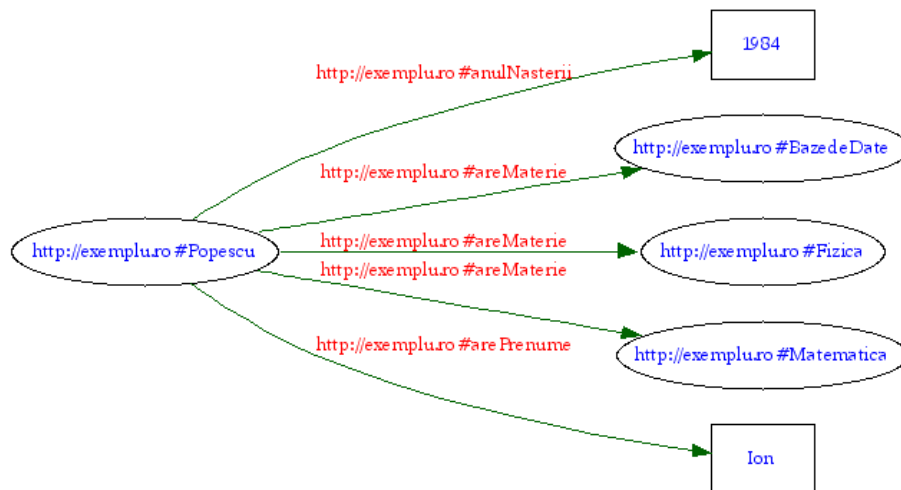 1984
http://exemplu.ro #anulNasterii
http://exemplu.ro #BazedeDate
http://exemplu.ro #areMaterie
http://exemplu.ro #Popescu
http://exemplu.ro #areMaterie
http://exemplu.ro #Fizica
http://exemplu.ro #areMaterie
http://exemplu.ro #Matematica
http://exemplu.ro #arePrenume
Ion